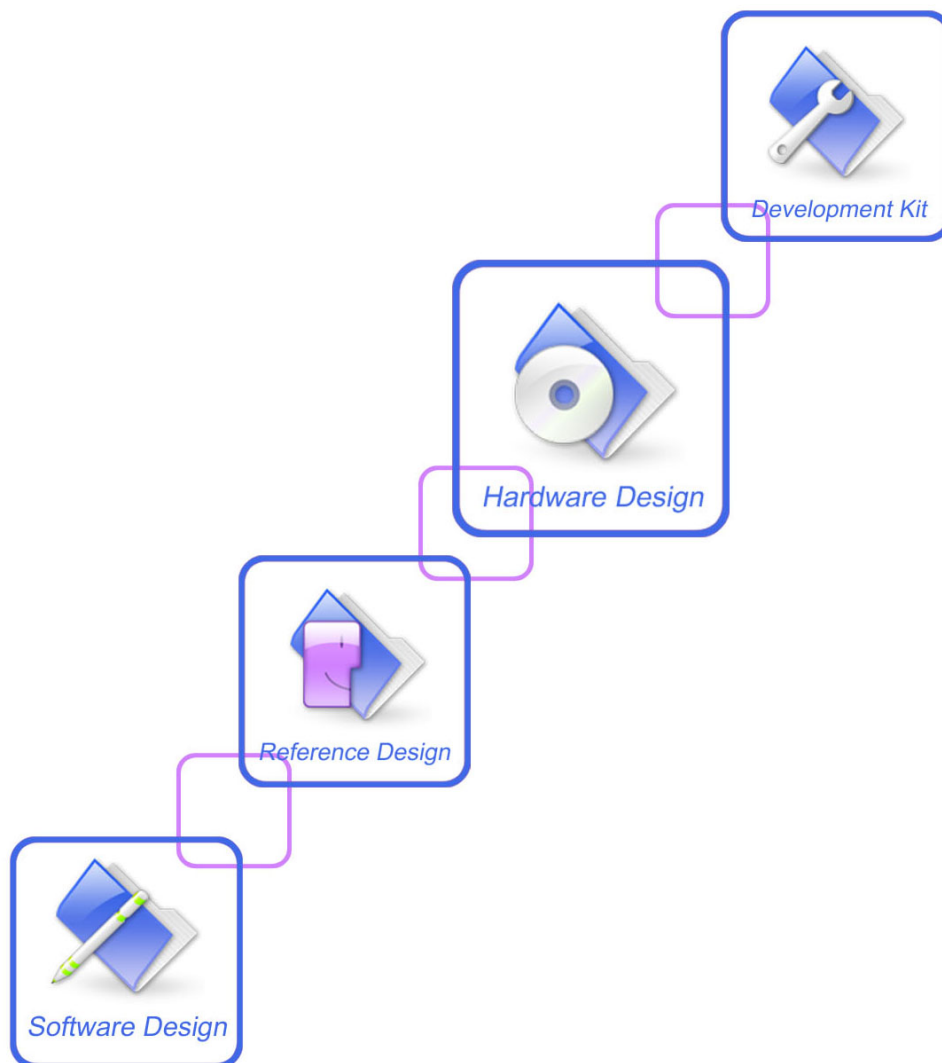 Development Kit
Hardware Design
Reference Design
Software Design